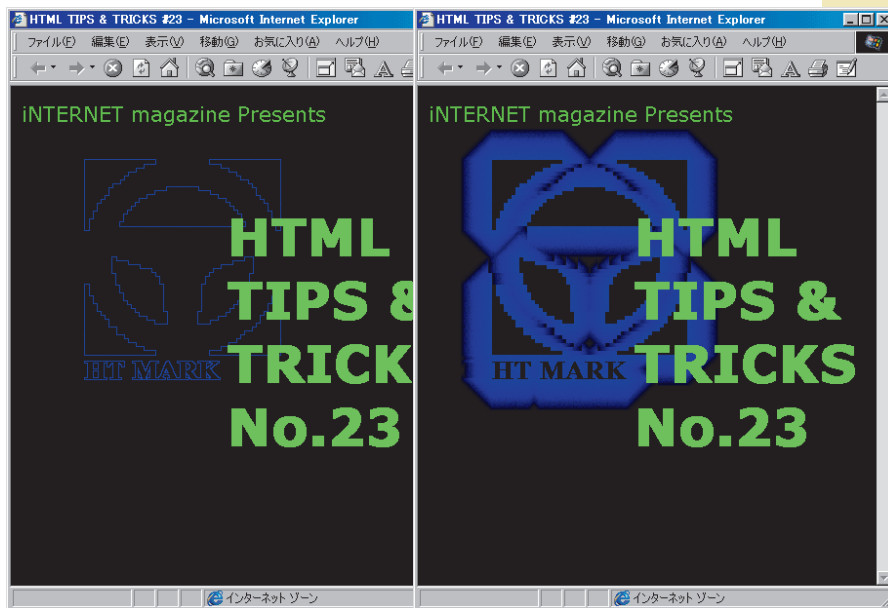 HTML TIPS & TRICKS #23 - Microsoft Internet Explorer
ファイル(F) 編集(E) 表示(V) 移動(G) お気に入り(A) ヘルプ(H)
iNTERNET magazine Presents
HTML
TIPS &
TRICK
No.23
HT MARK
インターネット ゾーン
HTML TIPS & TRICKS #23 - Microsoft Internet Explorer
ファイル(F) 編集(E) 表示(V) 移動(G) お気に入り(A) ヘルプ(H)
iNTERNET magazine Presents
HTML
TIPS &
TRICKS
No.23
HT MARK
インターネット ゾーン